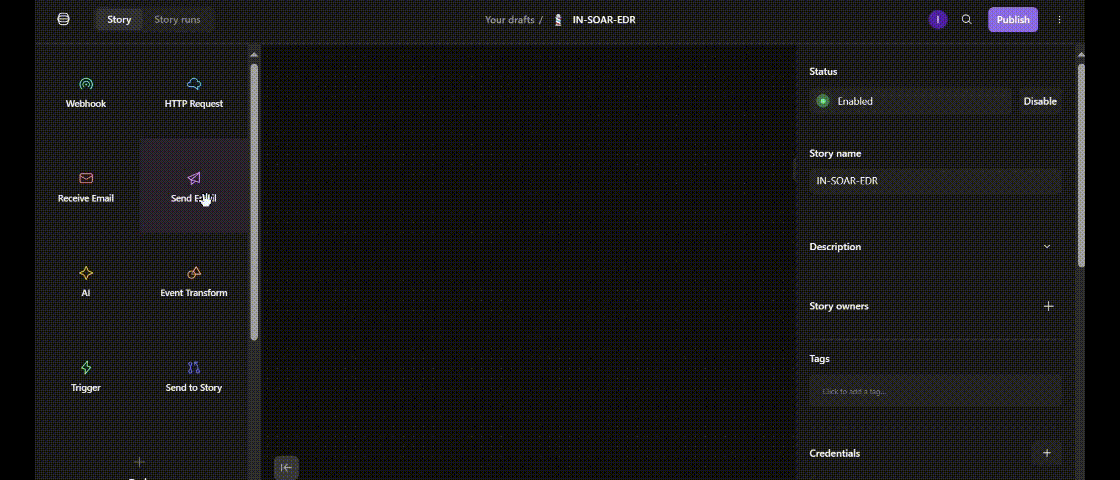 Story Story runs Your drafts / IN-SOAR-EDR I Publish
Webhook HTTP Request
Receive Email Send Email
AI Event Transform
Trigger Send to Story
Status
Enabled Disable
Story name
IN-SOAR-EDR
Description
Story owners
Tags
Click to add a tag...
Credentials